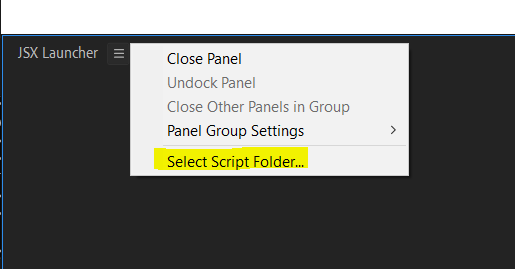 JSX Launcher
Close Panel
Undock Panel
Close Other Panels in Group
Panel Group Settings
Select Script Folder...